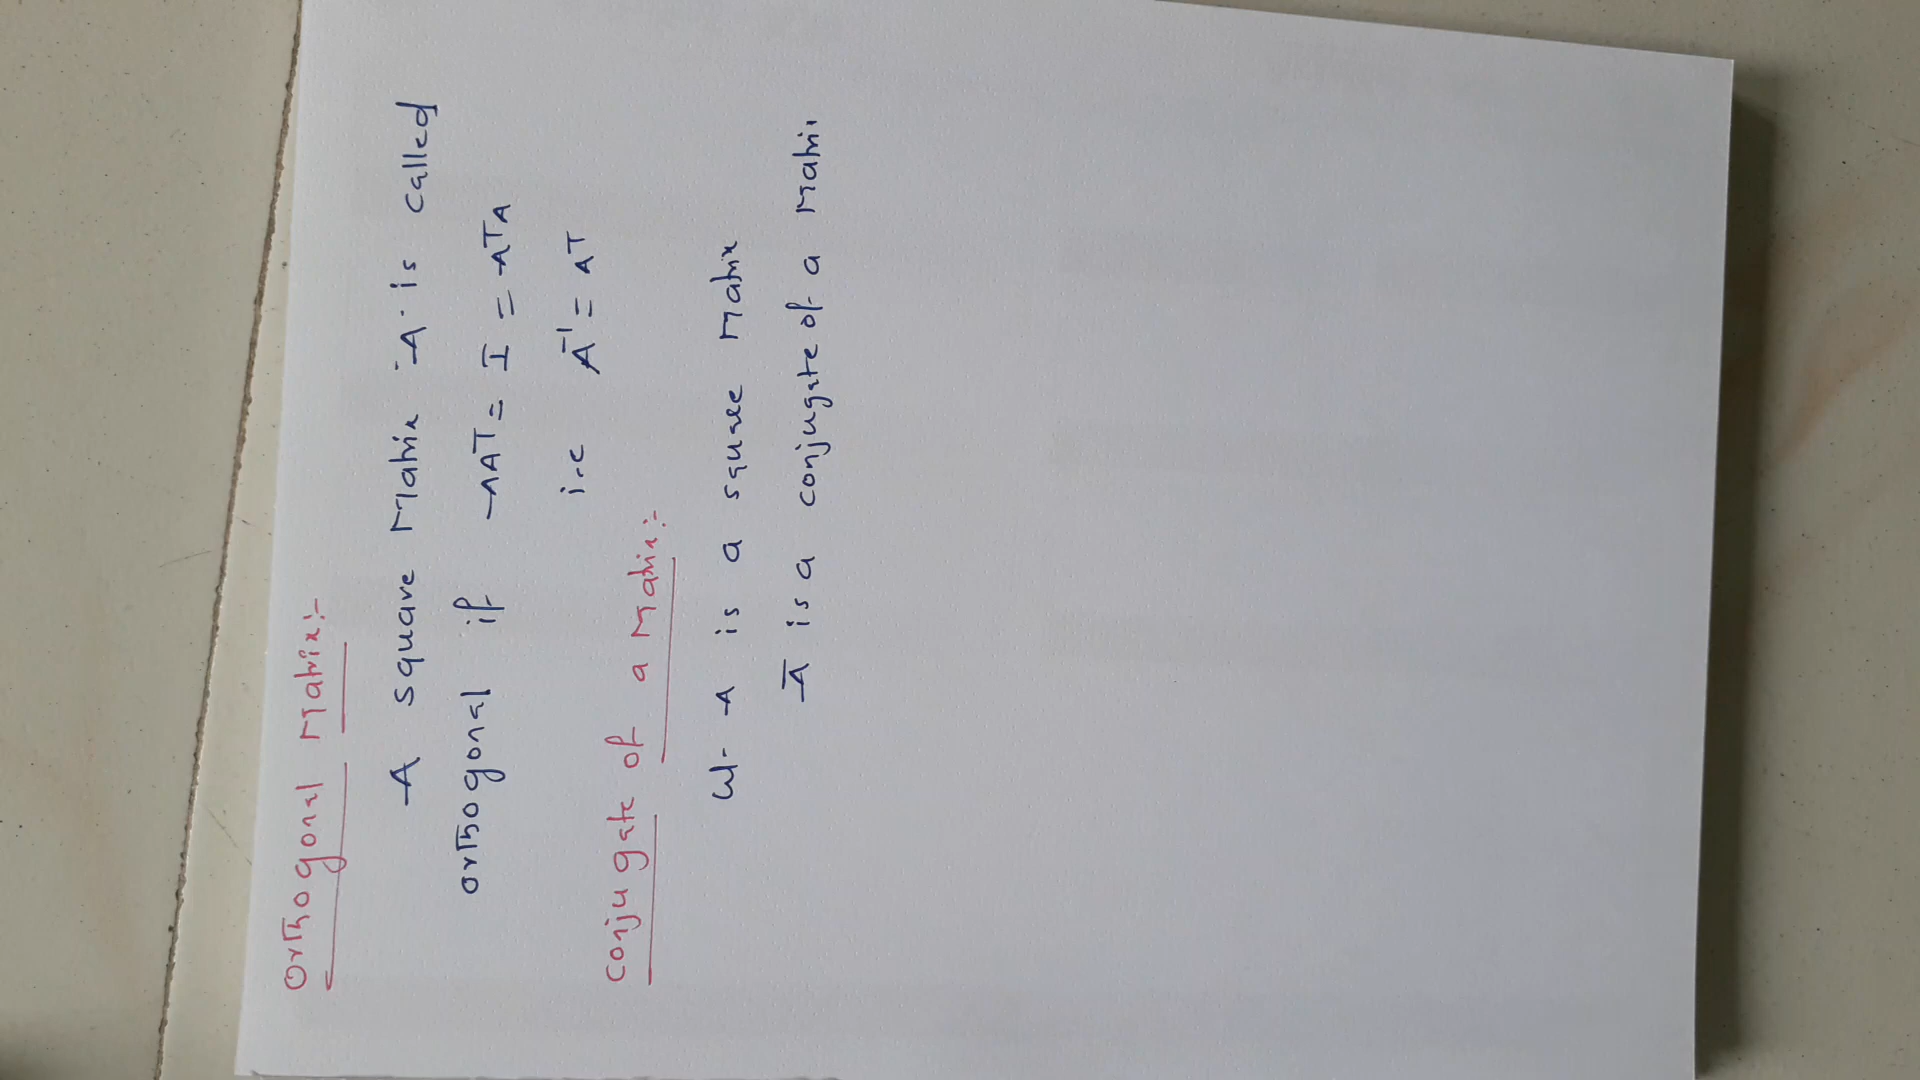 Orthogonal Matrix:-
A square Matrix 'A' is called
orthogonal if AAᵀ = I = AᵀA
i.e A⁻¹ = Aᵀ
Conjugate of a Matrix:-
Let A is a square Matrix
Ā is a conjugate of a Matrix